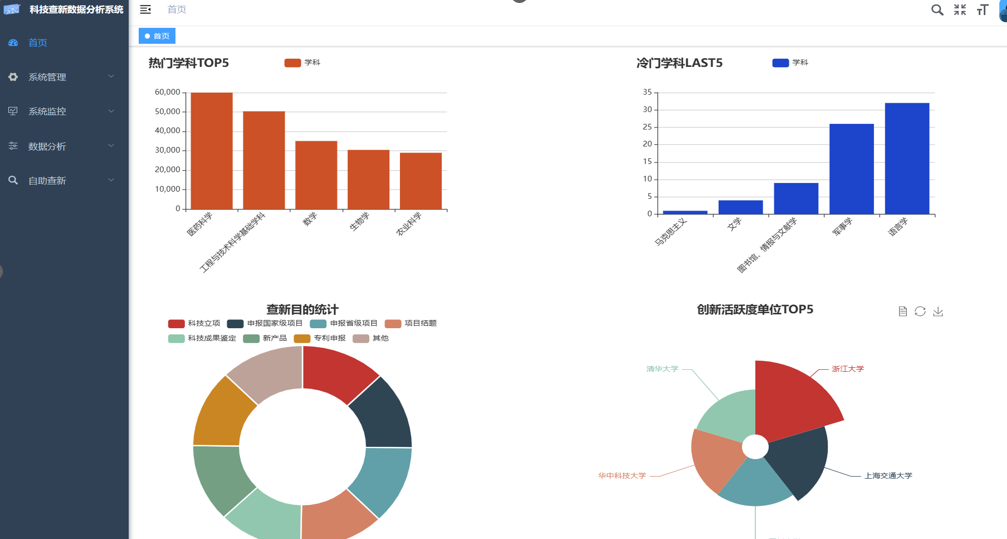 科技查新数据分析系统
首页
系统管理
系统监控
数据分析
自助查新
首页
首页
热门学科TOP5
学科
60,000
50,000
40,000
30,000
20,000
10,000
0
医药科学
工程与技术科学基础学科
数学
生物学
农业科学
冷门学科LAST5
学科
35
30
25
20
15
10
5
0
马克思主义
文学
图书馆、情报与文献学
军事学
语言学
查新目的统计
科技立项 申报国家级项目 申报省级项目 项目结题
科技成果鉴定 新产品 专利申报 其他
创新活跃度单位TOP5
清华大学
浙江大学
华中科技大学
上海交通大学